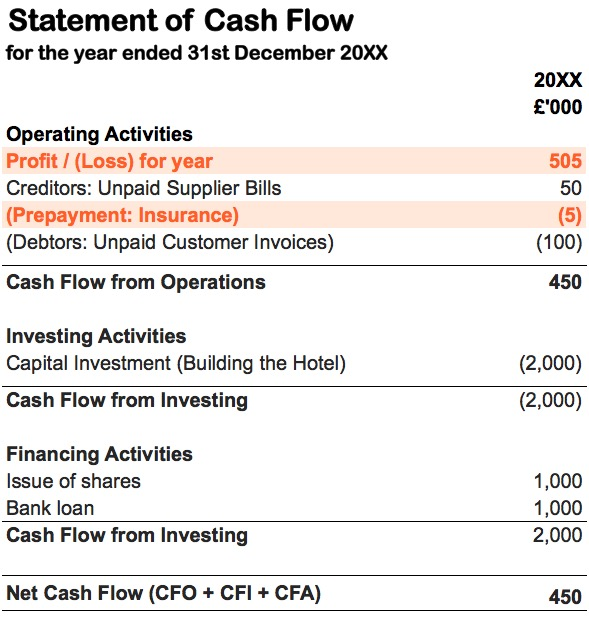 Statement of Cash Flow
for the year ended 31st December 20XX
20XX
£'000
Operating Activities
Profit / (Loss) for year 505
Creditors: Unpaid Supplier Bills 50
(Prepayment: Insurance) (5)
(Debtors: Unpaid Customer Invoices) (100)
Cash Flow from Operations 450
Investing Activities
Capital Investment (Building the Hotel) (2,000)
Cash Flow from Investing (2,000)
Financing Activities
Issue of shares 1,000
Bank loan 1,000
Cash Flow from Investing 2,000
Net Cash Flow (CFO + CFI + CFA) 450